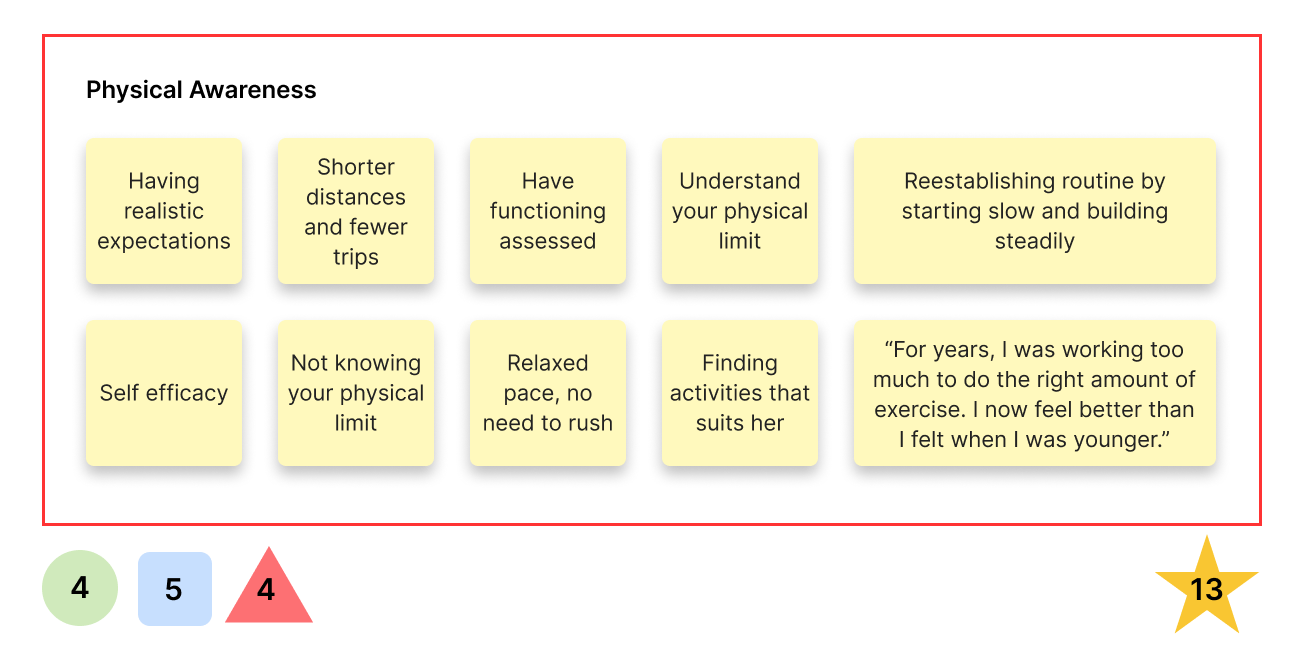 Physical Awareness
Having
realistic
expectations
Shorter
distances
and fewer
trips
Have
functioning
assessed
Understand
your physical
limit
Reestablishing routine by
starting slow and building
steadily
Self efficacy
Not knowing
your physical
limit
Relaxed
pace, no
need to rush
Finding
activities that
suits her
“For years, I was working too
much to do the right amount of
exercise. I now feel better than
I felt when I was younger.”
4
5
4
13